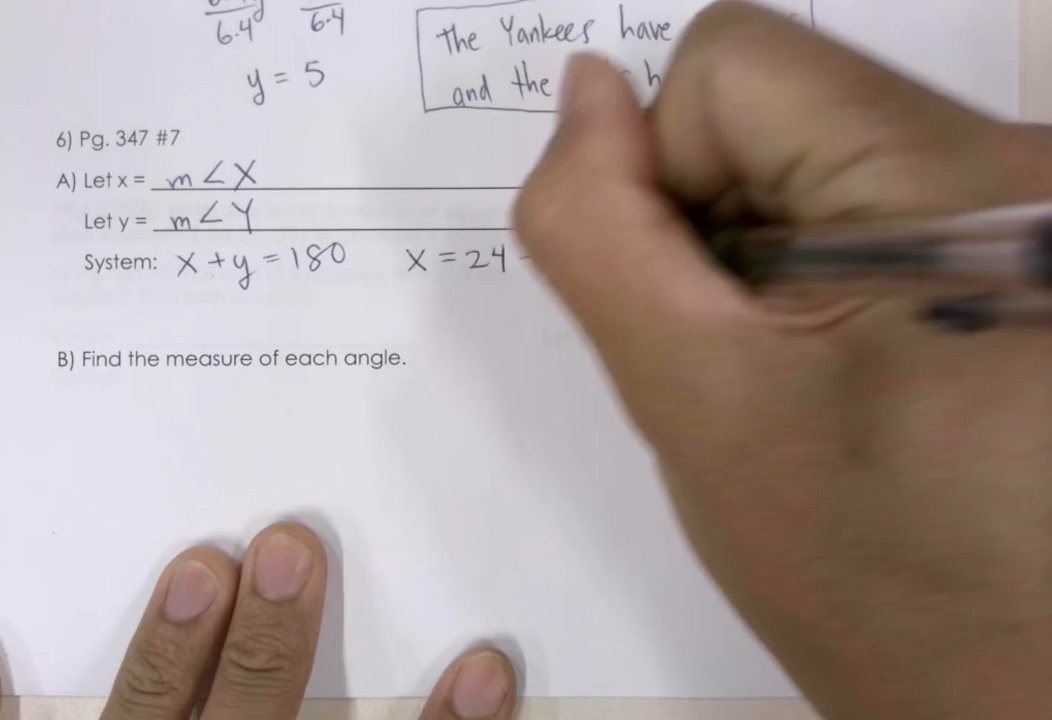 6.4 6.4
y = 5
The Yankees have
and the
6) Pg. 347 #7
A) Let x = m∠X
Let y = m∠Y
System: x + y = 180 x = 24
B) Find the measure of each angle.